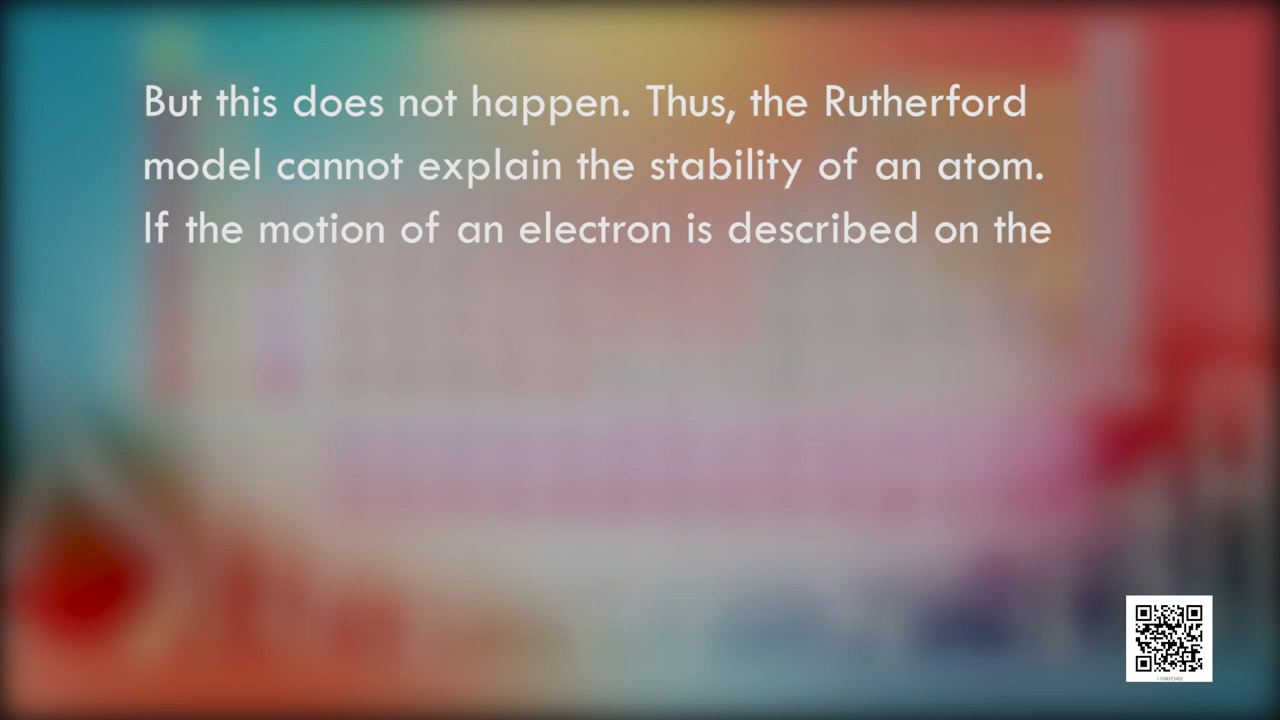 But this does not happen. Thus, the Rutherford
model cannot explain the stability of an atom.
If the motion of an electron is described on the